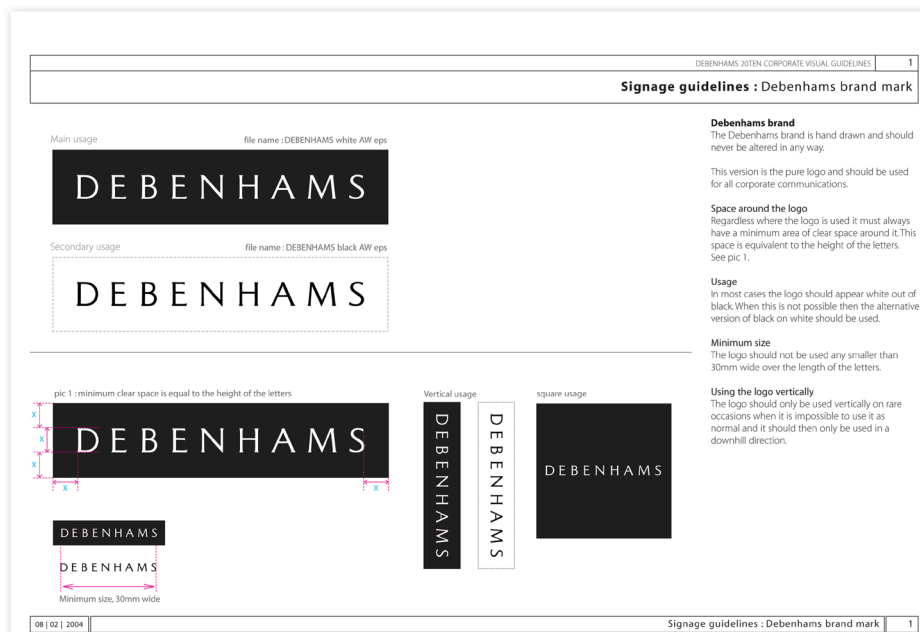 DEBENHAMS 20TEN CORPORATE VISUAL GUIDELINES 1
Signage guidelines : Debenhams brand mark
Main usage file name : DEBENHAMS white AW eps
DEBENHAMS
Secondary usage file name : DEBENHAMS black AW eps
DEBENHAMS
Debenhams brand
The Debenhams brand is hand drawn and should
never be altered in any way.
This version is the pure logo and should be used
for all corporate communications.
Space around the logo
Regardless where the logo is used it must always
have a minimum area of clear space around it. This
space is equivalent to the height of the letters.
See pic 1.
Usage
In most cases the logo should appear white out of
black. When this is not possible then the alternative
version of black on white should be used.
Minimum size
The logo should not be used any smaller than
30mm wide over the length of the letters.
Using the logo vertically
The logo should only be used vertically on rare
occasions when it is impossible to use it as
normal and it should then only be used in a
downhill direction.
pic 1 : minimum clear space is equal to the height of the letters
X
X
X
DEBENHAMS
X X
DEBENHAMS
DEBENHAMS
Minimum size, 30mm wide
Vertical usage
DEBENHAMS
DEBENHAMS
square usage
DEBENHAMS
08 | 02 | 2004 Signage guidelines : Debenhams brand mark 1